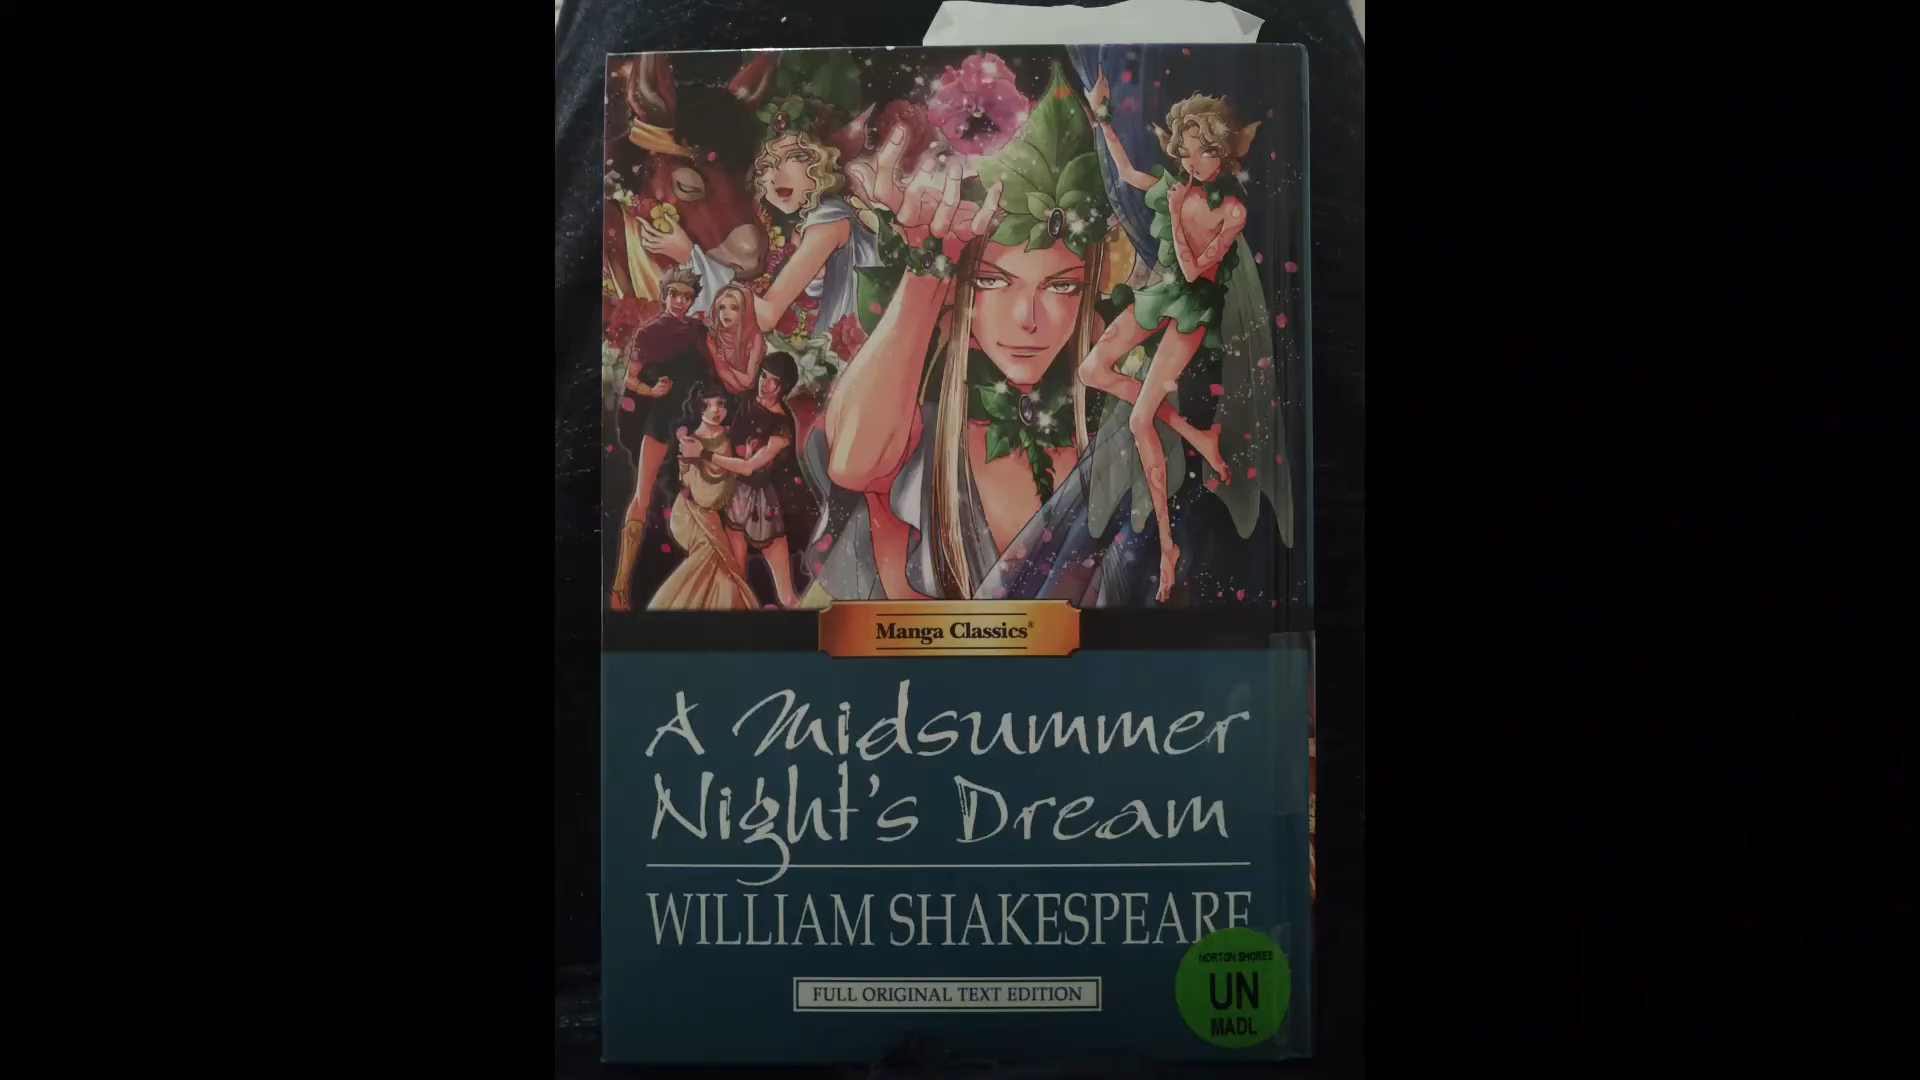 Manga Classics®
A Midsummer
Night's Dream
WILLIAM SHAKESPEARE
FULL ORIGINAL TEXT EDITION
NORTON SHORES
UN
MADL